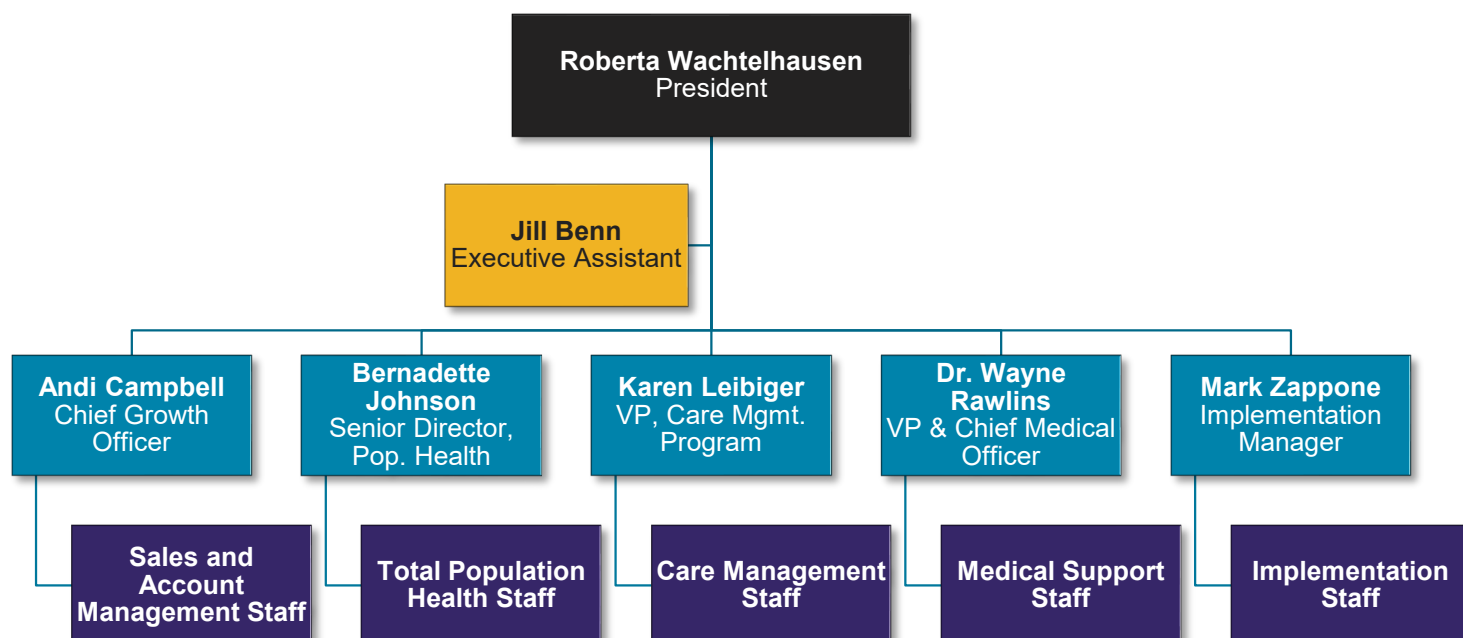 Roberta Wachtelhausen
President
Jill Benn
Executive Assistant
Andi Campbell
Chief Growth
Officer
Bernadette
Johnson
Senior Director,
Pop. Health
Karen Leibiger
VP, Care Mgmt.
Program
Dr. Wayne
Rawlins
VP & Chief Medical
Officer
Mark Zappone
Implementation
Manager
Sales and
Account
Management Staff
Total Population
Health Staff
Care Management
Staff
Medical Support
Staff
Implementation
Staff